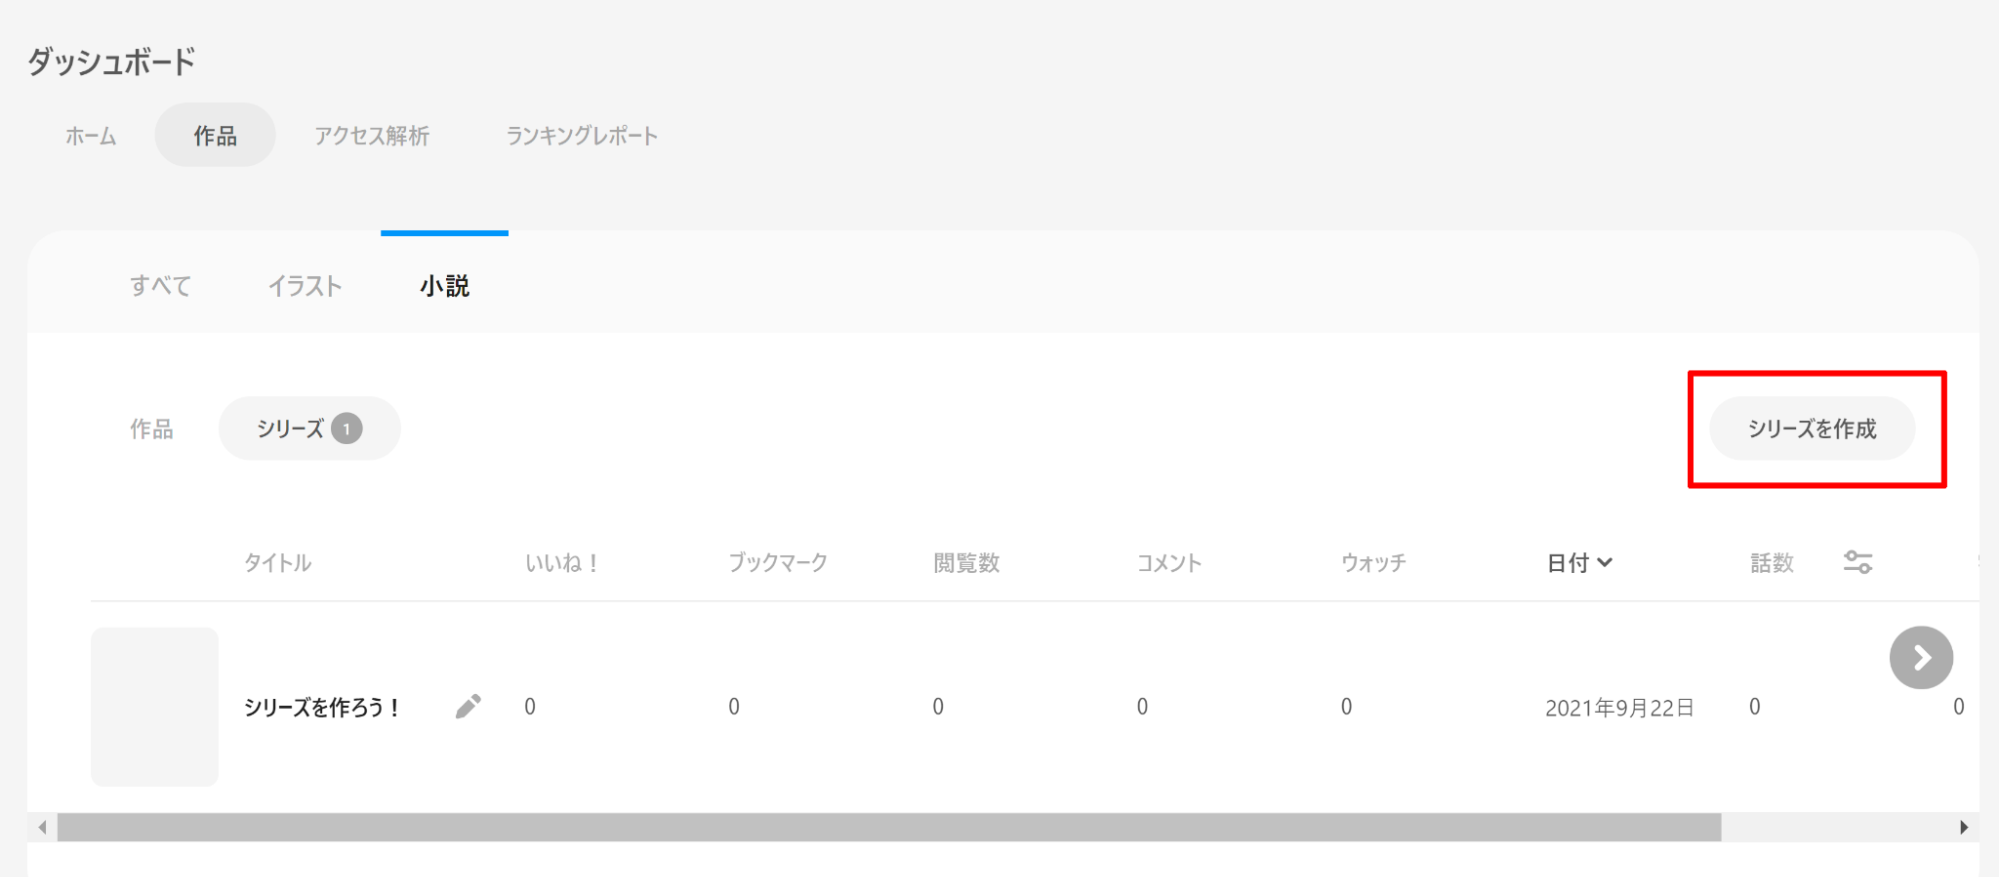 ダッシュボード
ホーム 作品 アクセス解析 ランキングレポート
すべて イラスト 小説
作品 シリーズ 1 シリーズを作成
タイトル いいね！ ブックマーク 閲覧数 コメント ウォッチ 日付 話数
シリーズを作ろう！ 0 0 0 0 0 2021年9月22日 0 0